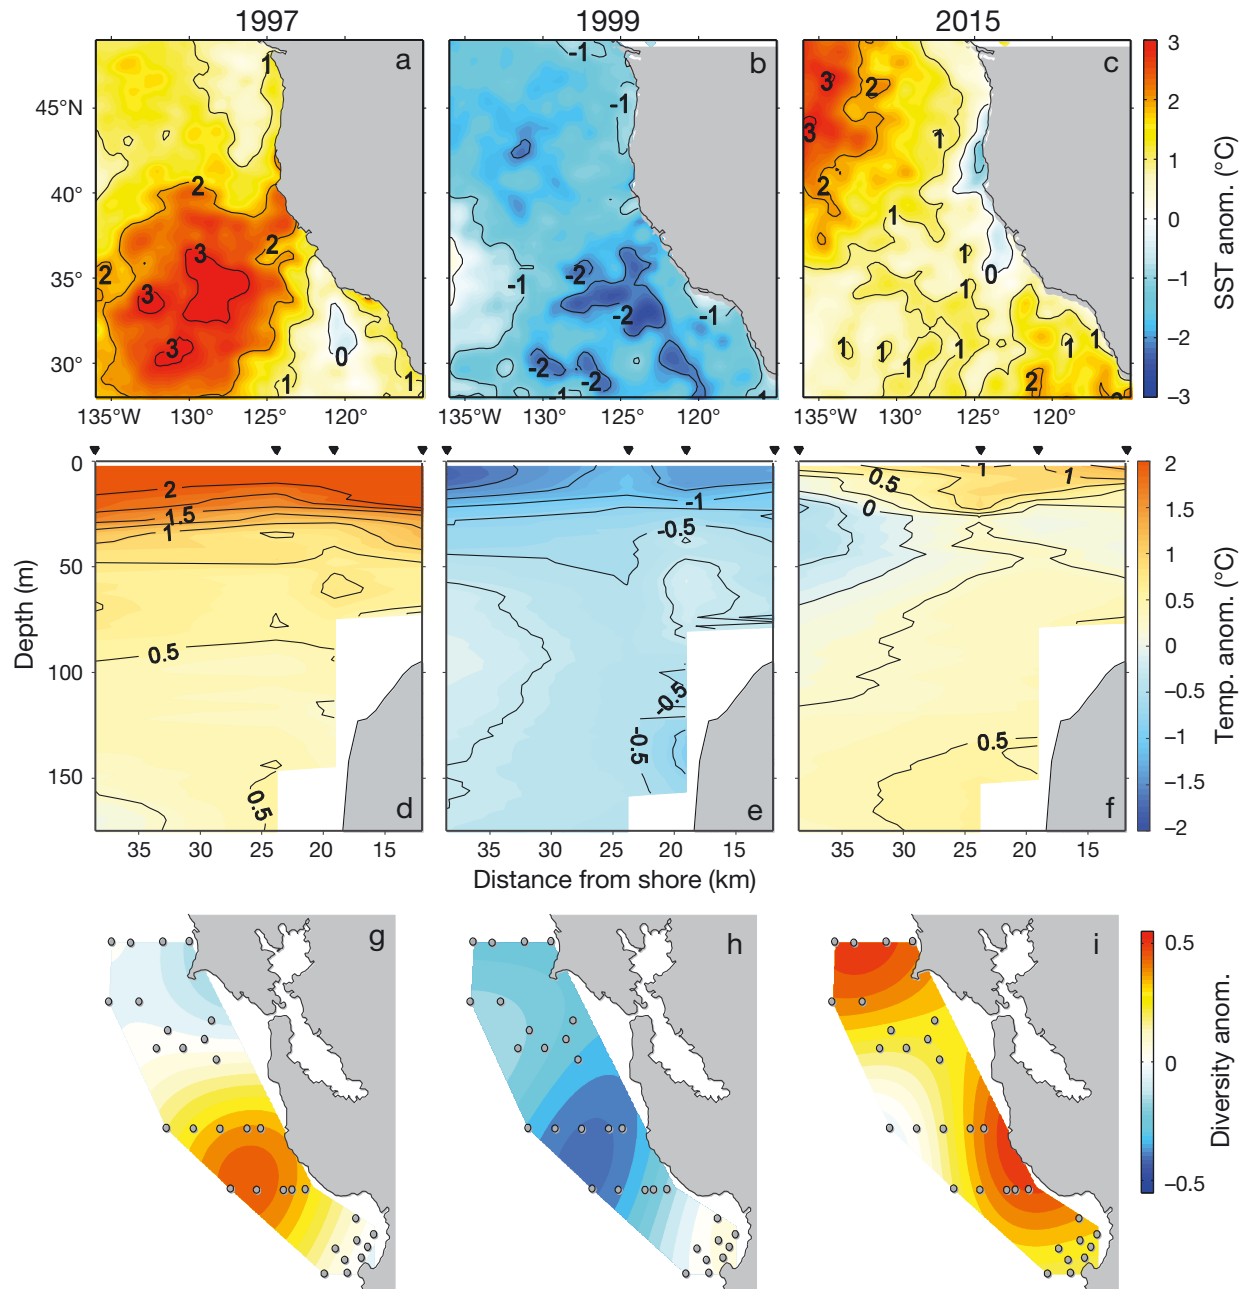 1997 1999 2015
a b c
45°N
40°
35°
30°
135°W 130° 125° 120°
135°W 130° 125° 120°
135°W 130° 125° 120°
1 2 2 2 3 3 3 0 1 1
-1 -1 -2 -1 -2 -1 -2 -2 -1 1
3 2 3 1 2 1 1 1 0 1 1 1 1 1 1 2
3
2
1
0
−1
−2
−3
SST anom. (°C)
0
50
100
150
Depth (m)
2
1.5
1
0.5
0.5
d
-1
-0.5
-0.5
-0.5
e
1 1
0.5
0
0.5
f
35 30 25 20 15
35 30 25 20 15
35 30 25 20 15
Distance from shore (km)
2
1.5
1
0.5
0
−0.5
−1
−1.5
−2
Temp. anom. (°C)
g h i
0.5
0
−0.5
Diversity anom.